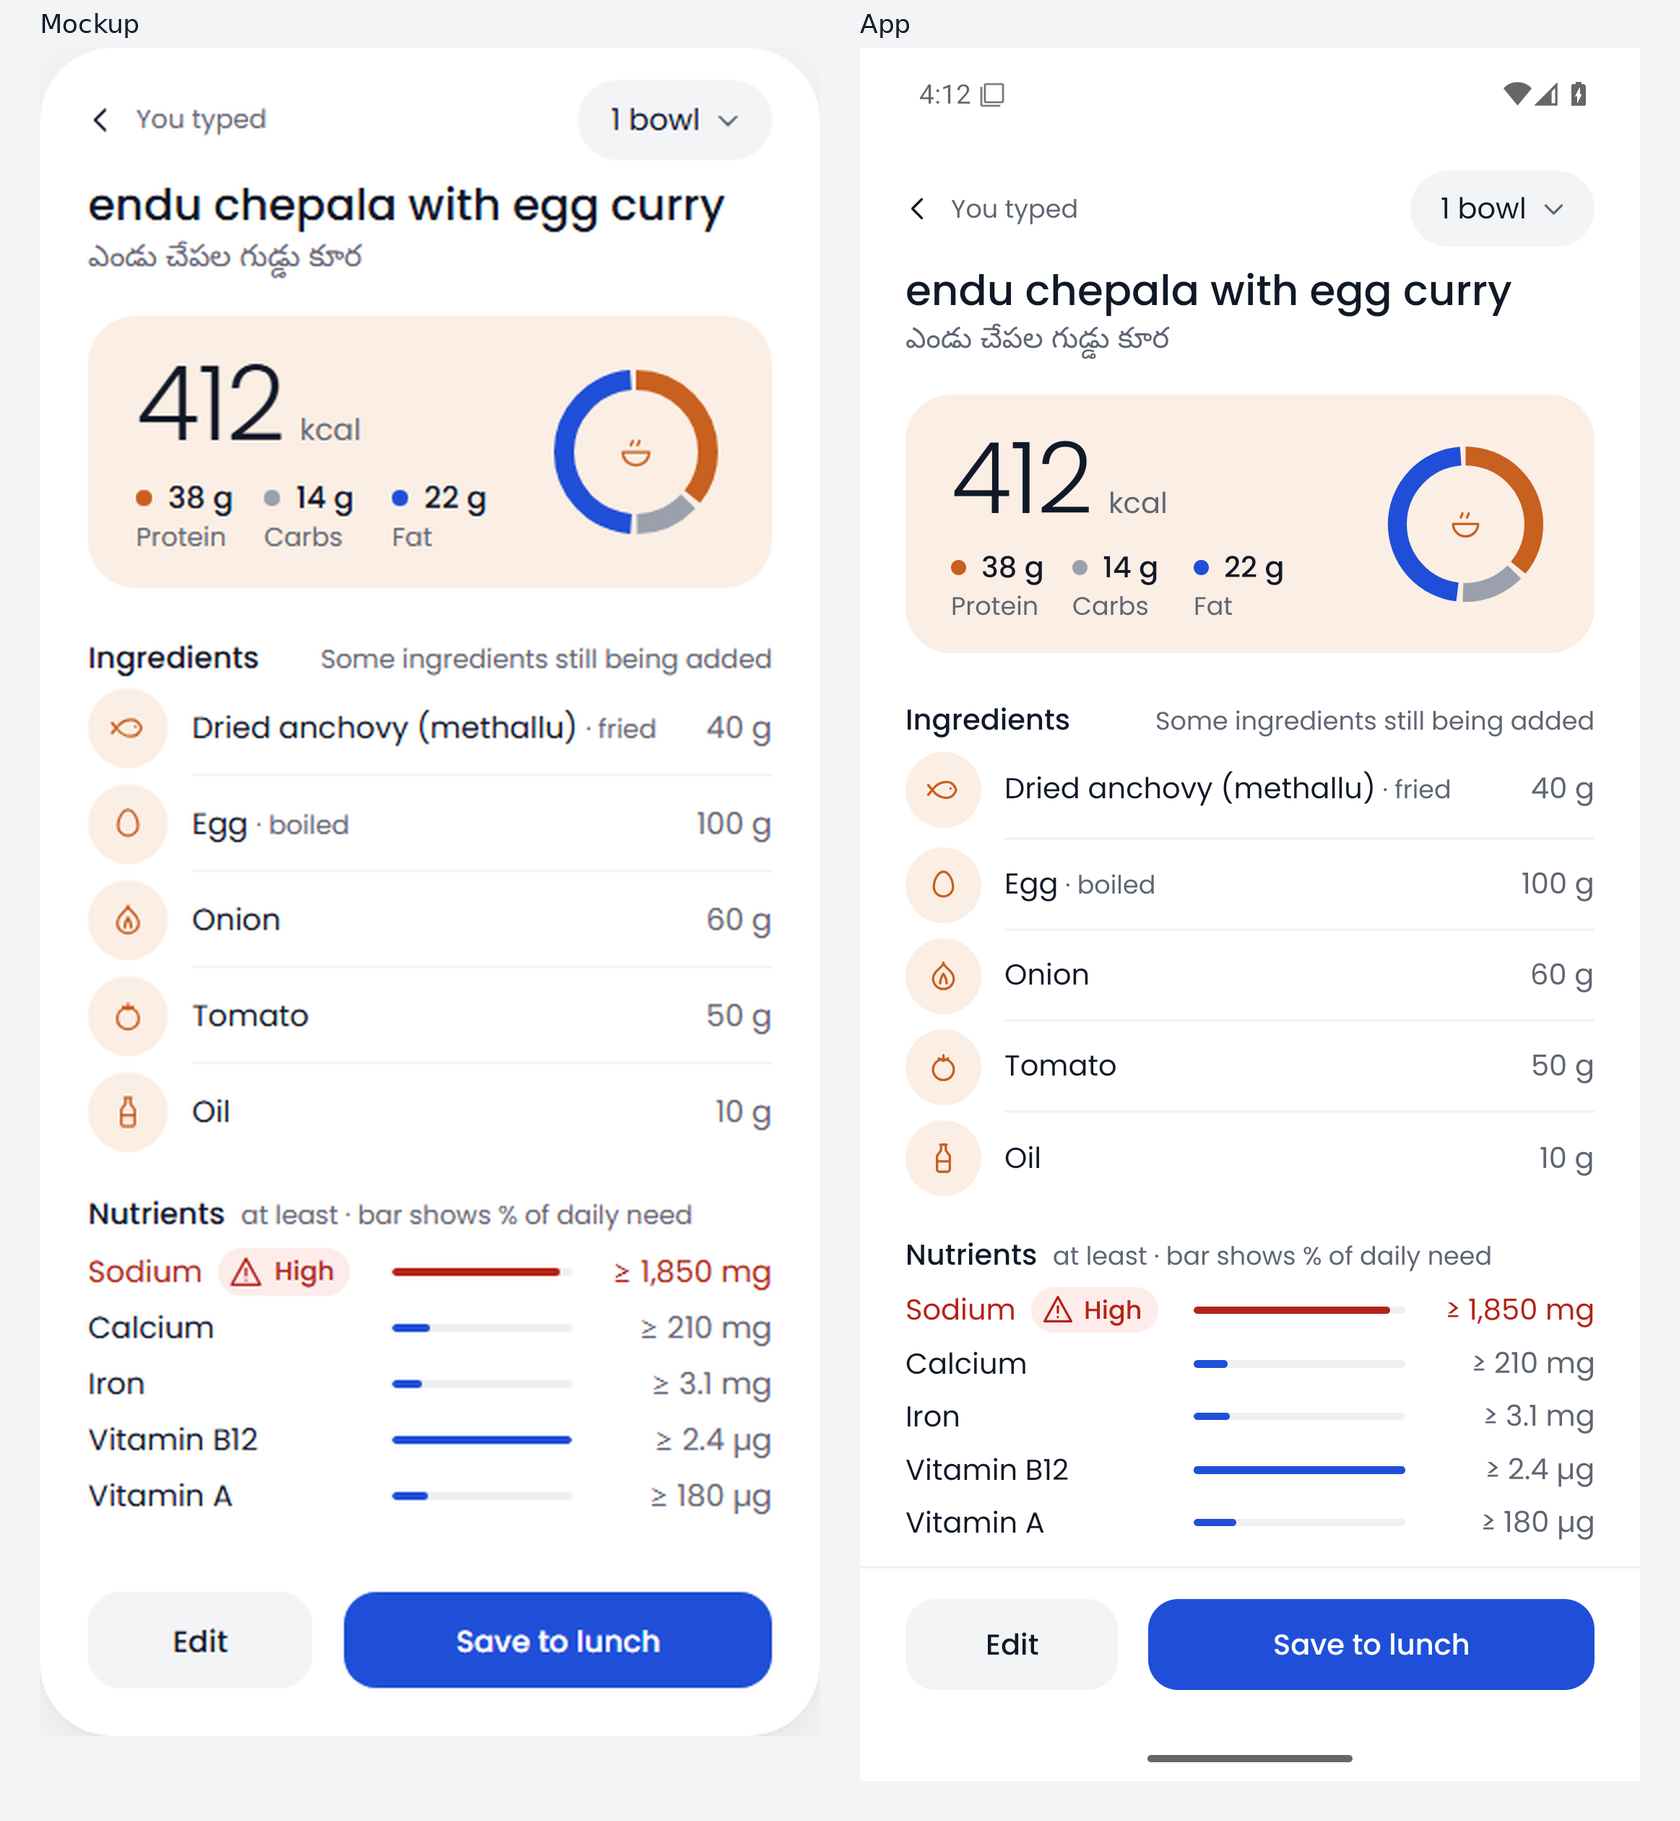 Mockup
You typed
1 bowl
endu chepala with egg curry
ఎండు చేపల గుడ్డు కూర
412 kcal
38 g 14 g 22 g
Protein Carbs Fat
Ingredients Some ingredients still being added
Dried anchovy (methallu) · fried 40 g
Egg · boiled 100 g
Onion 60 g
Tomato 50 g
Oil 10 g
Nutrients at least · bar shows % of daily need
Sodium High ≥ 1,850 mg
Calcium ≥ 210 mg
Iron ≥ 3.1 mg
Vitamin B12 ≥ 2.4 µg
Vitamin A ≥ 180 µg
Edit Save to lunch
App
4:12
You typed
1 bowl
endu chepala with egg curry
ఎండు చేపల గుడ్డు కూర
412 kcal
38 g 14 g 22 g
Protein Carbs Fat
Ingredients Some ingredients still being added
Dried anchovy (methallu) · fried 40 g
Egg · boiled 100 g
Onion 60 g
Tomato 50 g
Oil 10 g
Nutrients at least · bar shows % of daily need
Sodium High ≥ 1,850 mg
Calcium ≥ 210 mg
Iron ≥ 3.1 mg
Vitamin B12 ≥ 2.4 µg
Vitamin A ≥ 180 µg
Edit Save to lunch